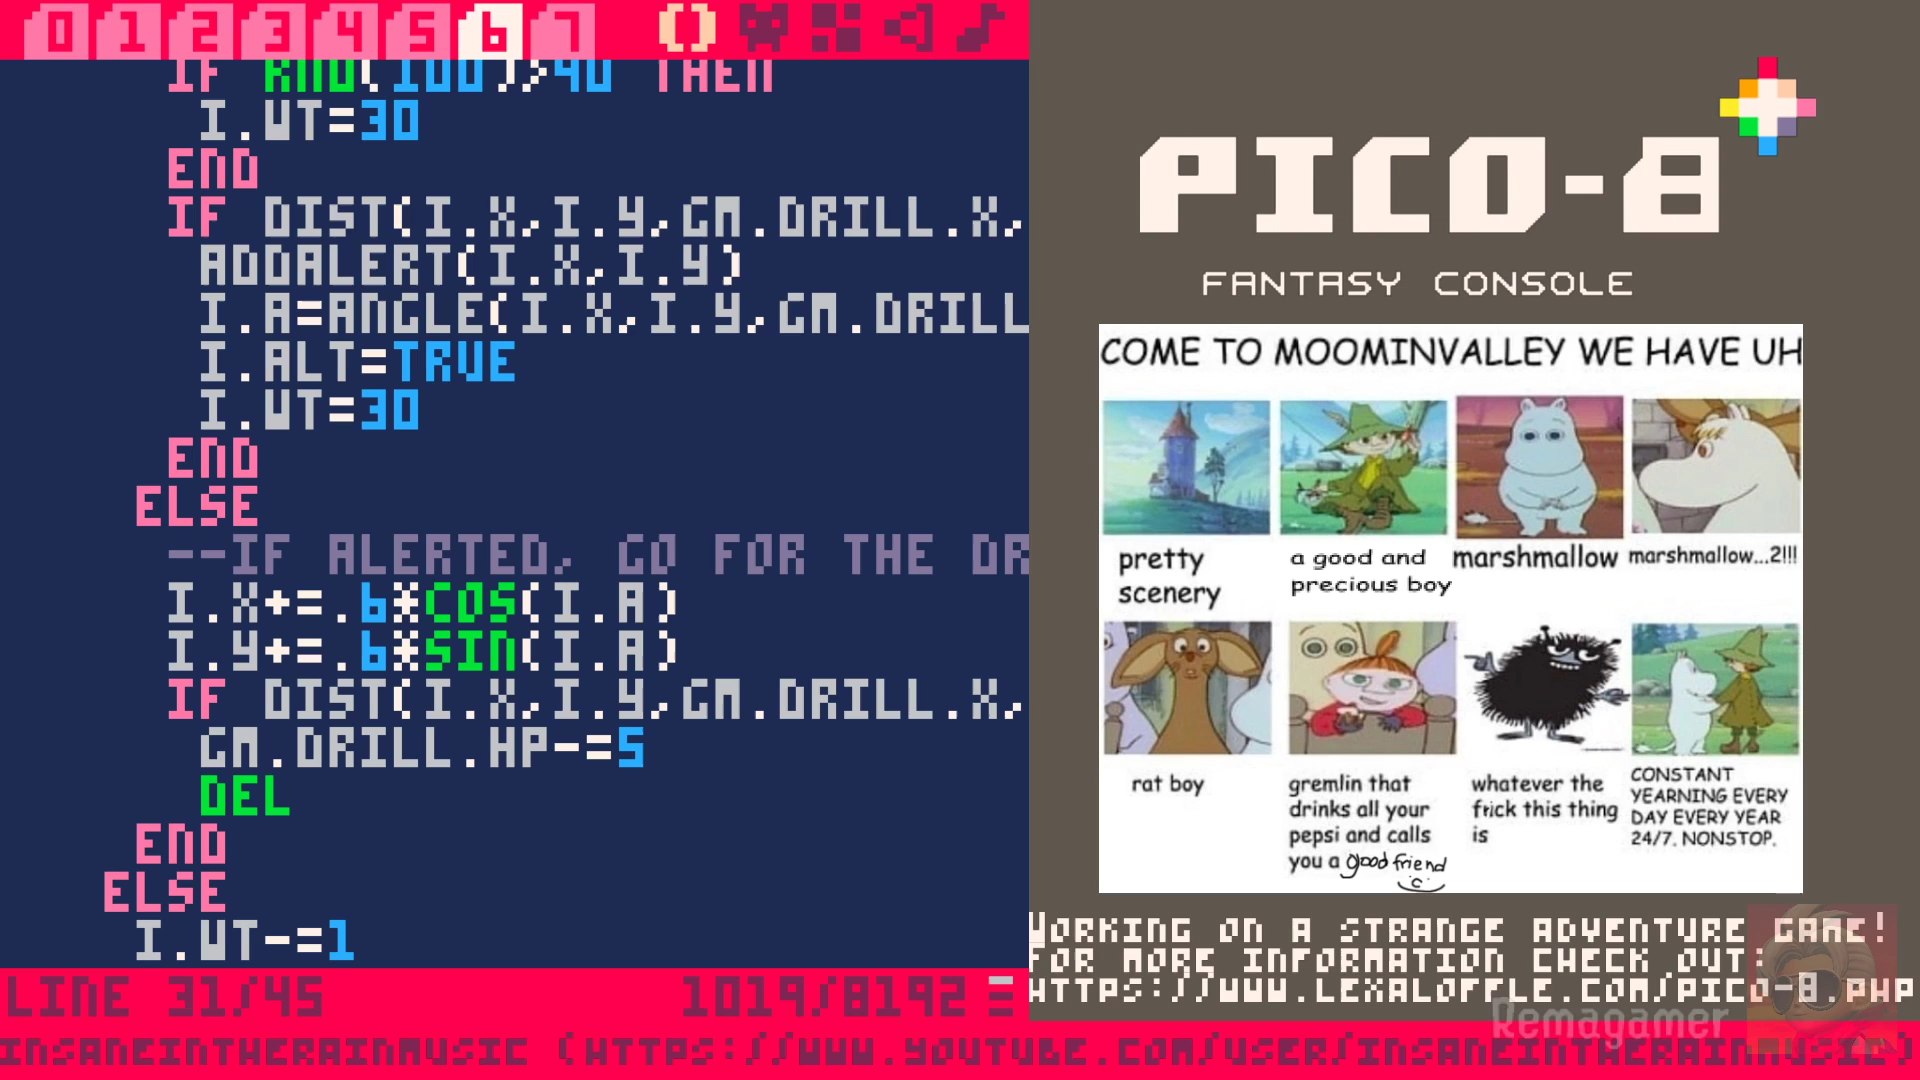 0 1 2 3 4 5 6 7 ()
IF RND(100)>40 THEN
I.WT=30
END
IF DIST(I.X,I.Y,GM.DRILL.X,
ADDALERT(I.X,I.Y)
I.A=ANGLE(I.X,I.Y,GM.DRILL
I.ALT=TRUE
I.WT=30
END
ELSE
--IF ALERTED, GO FOR THE DR
I.X+=.6*COS(I.A)
I.Y+=.6*SIN(I.A)
IF DIST(I.X,I.Y,GM.DRILL.X,
GM.DRILL.HP-=5
DEL
END
ELSE
I.WT-=1
LINE 31/45 1019/8192
PICO-8
FANTASY CONSOLE
COME TO MOOMINVALLEY WE HAVE UH
pretty
scenery
a good and
precious boy
marshmallow
marshmallow...2!!!
rat boy
gremlin that
drinks all your
pepsi and calls
you a good friend
whatever the
frick this thing
is
CONSTANT
YEARNING EVERY
DAY EVERY YEAR
24/7. NONSTOP.
WORKING ON A STRANGE ADVENTURE GAME!
FOR MORE INFORMATION CHECK OUT:
HTTPS://WWW.LEXALOFFLE.COM/PICO-8.PHP
Remagamer
INSANEINTHERAINMUSIC (HTTPS://WWW.YOUTUBE.COM/USER/INSANEINTHERAINMUSIC)